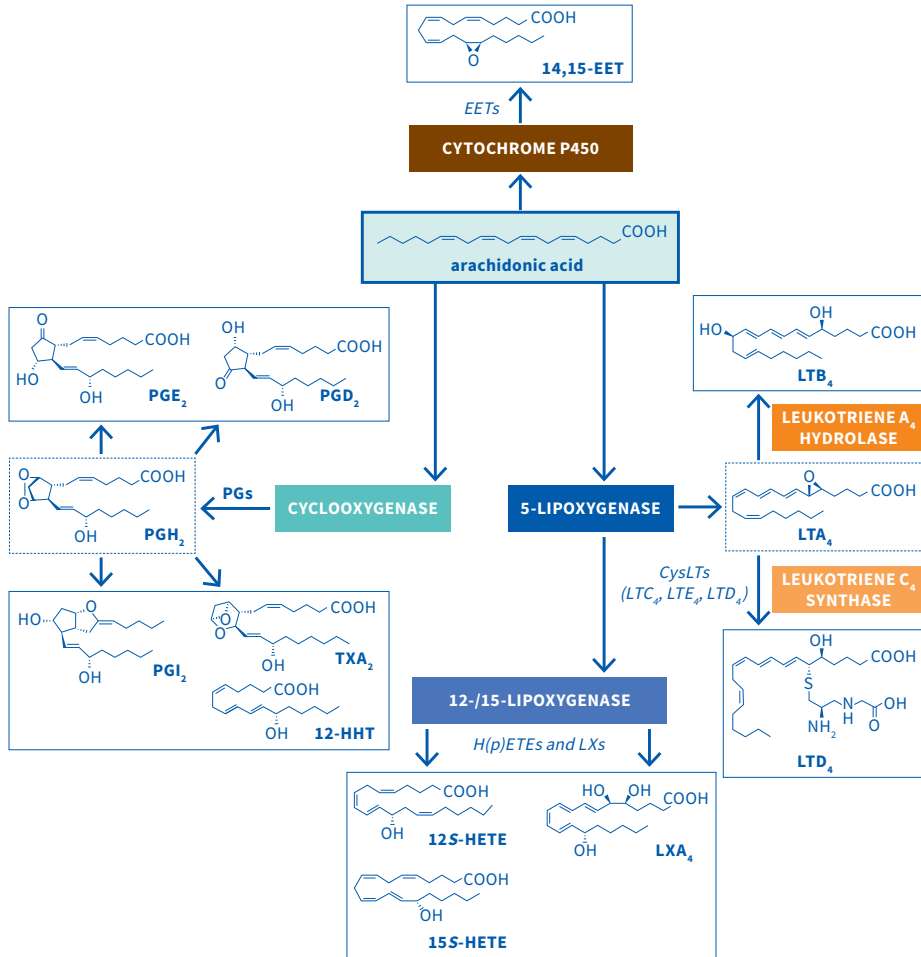 COOH
O
14,15-EET
EETs
CYTOCHROME P450
COOH
arachidonic acid
O
COOH
HO
OH
PGE₂
OH
COOH
O
OH
PGD₂
OH
HO
COOH
LTB₄
LEUKOTRIENE A₄
HYDROLASE
O
O
COOH
OH
PGH₂
PGs
CYCLOOXYGENASE
5-LIPOXYGENASE
O
COOH
LTA₄
CysLTs
(LTC₄, LTE₄, LTD₄)
LEUKOTRIENE C₄
SYNTHASE
O
OH
OH
PGI₂
O
O
COOH
OH
TXA₂
COOH
OH
12-HHT
12-/15-LIPOXYGENASE
H(p)ETEs and LXs
OH
COOH
S
NH₂
N
H
O
OH
LTD₄
COOH
OH
12S-HETE
COOH
OH
15S-HETE
HO
OH
COOH
OH
LXA₄